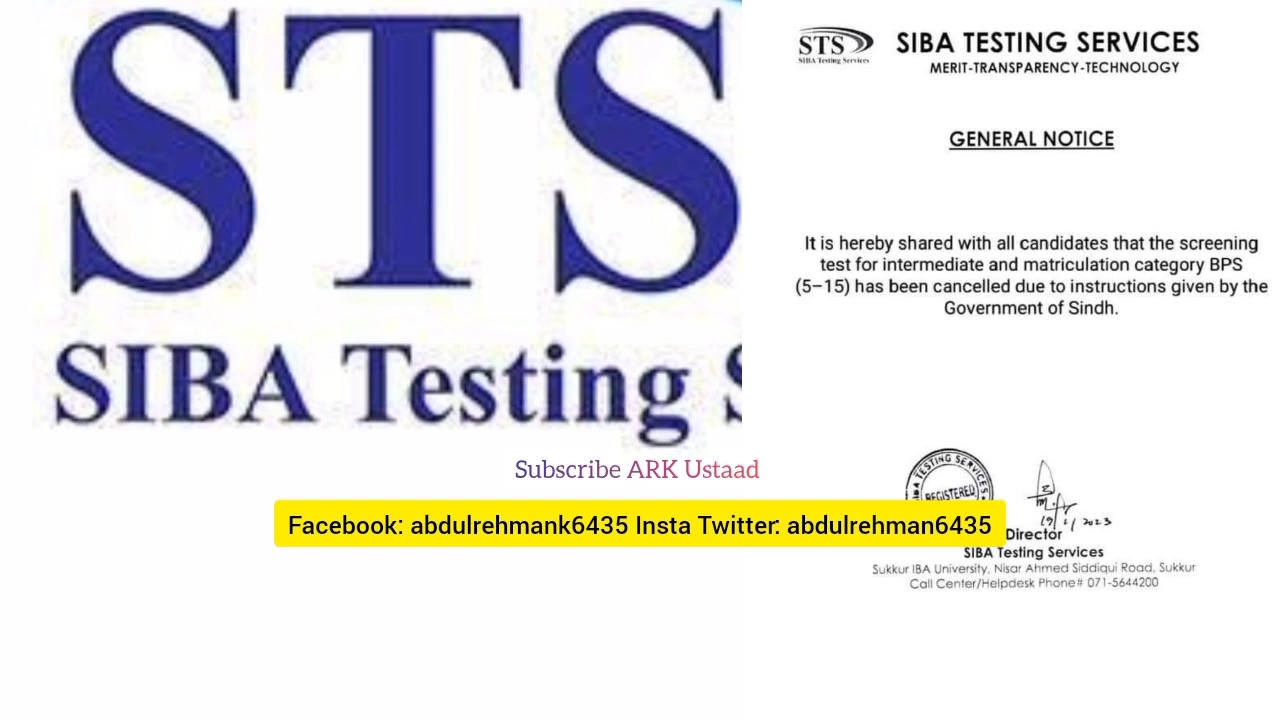 STS
SIBA Testing S
STS
SIBA Testing Services
SIBA TESTING SERVICES
MERIT-TRANSPARENCY-TECHNOLOGY
GENERAL NOTICE
It is hereby shared with all candidates that the screening
test for intermediate and matriculation category BPS
(5–15) has been cancelled due to instructions given by the
Government of Sindh.
Subscribe ARK Ustaad
TESTING SERVICES
REGISTERED
Facebook: abdulrehmank6435 Insta Twitter: abdulrehman6435
Director
SIBA Testing Services
Sukkur IBA University, Nisar Ahmed Siddiqui Road, Sukkur
Call Center/Helpdesk Phone# 071-5644200